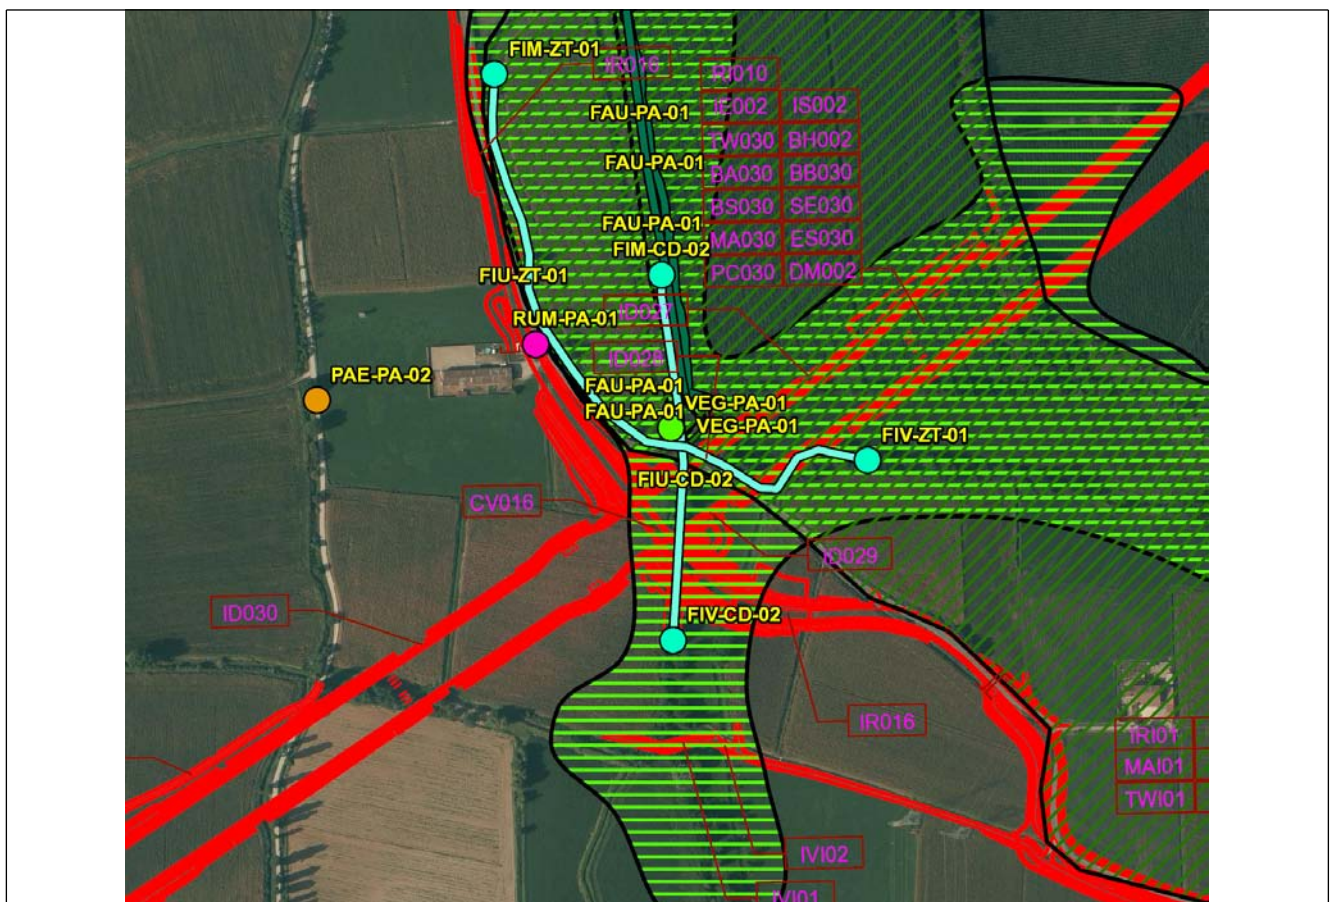 FIM-ZT-01
IR016
RI010
FAU-PA-01
IE002 IS002
TW030 BH002
FAU-PA-01
BA030 BB030
BS030 SE030
FAU-PA-01
MA030 ES030
FIM-CD-02
PC030 DM002
FIU-ZT-01
ID027
RUM-PA-01
ID028
PAE-PA-02
FAU-PA-01
VEG-PA-01
FAU-PA-01
VEG-PA-01
FIV-ZT-01
FIU-CD-02
CV016
ID029
ID030
FIV-CD-02
IR016
IRI01
MAI01
TWI01
IVI02
IVI01